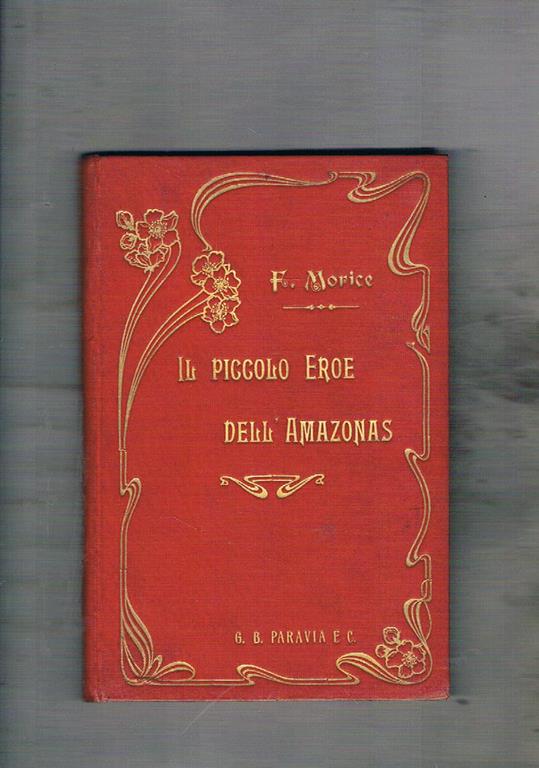 F. Morice
Il piccolo Eroe
dell'Amazonas
G. B. PARAVIA E C.